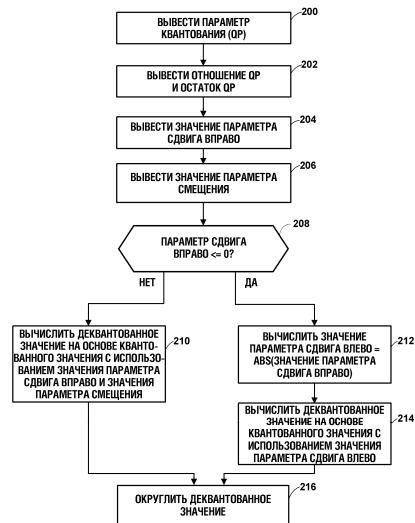 200
ВЫВЕСТИ ПАРАМЕТР
КВАНТОВАНИЯ (QP)
202
ВЫВЕСТИ ОТНОШЕНИЕ QP
И ОСТАТОК QP
204
ВЫВЕСТИ ЗНАЧЕНИЕ ПАРАМЕТРА
СДВИГА ВПРАВО
206
ВЫВЕСТИ ЗНАЧЕНИЕ ПАРАМЕТРА
СМЕЩЕНИЯ
208
ПАРАМЕТР СДВИГА
ВПРАВО <= 0?
НЕТ
ДА
ВЫЧИСЛИТЬ ДЕКВАНТОВАННОЕ
ЗНАЧЕНИЕ НА ОСНОВЕ КВАНТО-
ВАННОГО ЗНАЧЕНИЯ С ИСПОЛЬЗО-
ВАНИЕМ ЗНАЧЕНИЯ ПАРАМЕТРА
СДВИГА ВПРАВО И ЗНАЧЕНИЯ
ПАРАМЕТРА СМЕЩЕНИЯ
210
ВЫЧИСЛИТЬ ЗНАЧЕНИЕ
ПАРАМЕТРА СДВИГА ВЛЕВО =
ABS(ЗНАЧЕНИЕ ПАРАМЕТРА
СДВИГА ВПРАВО)
212
ВЫЧИСЛИТЬ ДЕКВАНТОВАННОЕ
ЗНАЧЕНИЕ НА ОСНОВЕ
КВАНТОВАННОГО ЗНАЧЕНИЯ С
ИСПОЛЬЗОВАНИЕМ ЗНАЧЕНИЯ
ПАРАМЕТРА СДВИГА ВЛЕВО
214
ОКРУГЛИТЬ ДЕКВАНТОВАННОЕ
ЗНАЧЕНИЕ
216